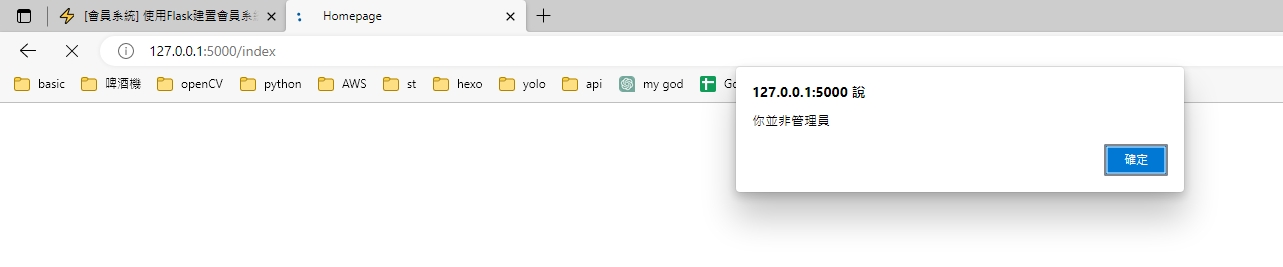 [會員系統] 使用Flask建置會員系
Homepage
127.0.0.1:5000/index
basic
啤酒機
openCV
python
AWS
st
hexo
yolo
api
my god
127.0.0.1:5000 說
你並非管理員
確定